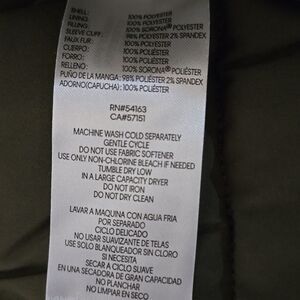 SHELL: 100% POLYESTER
LINING: 100% POLYESTER
FILLING: 100% SORONA® POLYESTER
SLEEVE CUFF: 98% POLYESTER 2% SPANDEX
FAUX FUR: 100% POLYESTER
CUERPO: 100% POLIÉSTER
FORRO: 100% POLIÉSTER
RELLENO: 100% SORONA® POLIÉSTER
PUÑO DE LA MANGA: 98% POLIÉSTER 2% SPANDEX
ADORNO(CAPUCHA): 100% POLIÉSTER
RN#54163
CA#57151
MACHINE WASH COLD SEPARATELY
GENTLE CYCLE
DO NOT USE FABRIC SOFTENER
USE ONLY NON-CHLORINE BLEACH IF NEEDED
TUMBLE DRY LOW
IN A LARGE CAPACITY DRYER
DO NOT IRON
DO NOT DRY CLEAN
LAVAR A MAQUINA CON AGUA FRIA
POR SEPARADO
CICLO DELICADO
NO USAR SUAVIZANTE DE TELAS
USE SOLO BLANQUEADOR SIN CLORO
SI NECESITA
SECAR A CICLO SUAVE
EN UNA SECADORA DE GRAN CAPACIDAD
NO PLANCHAR
NO LIMPIAR EN SECO